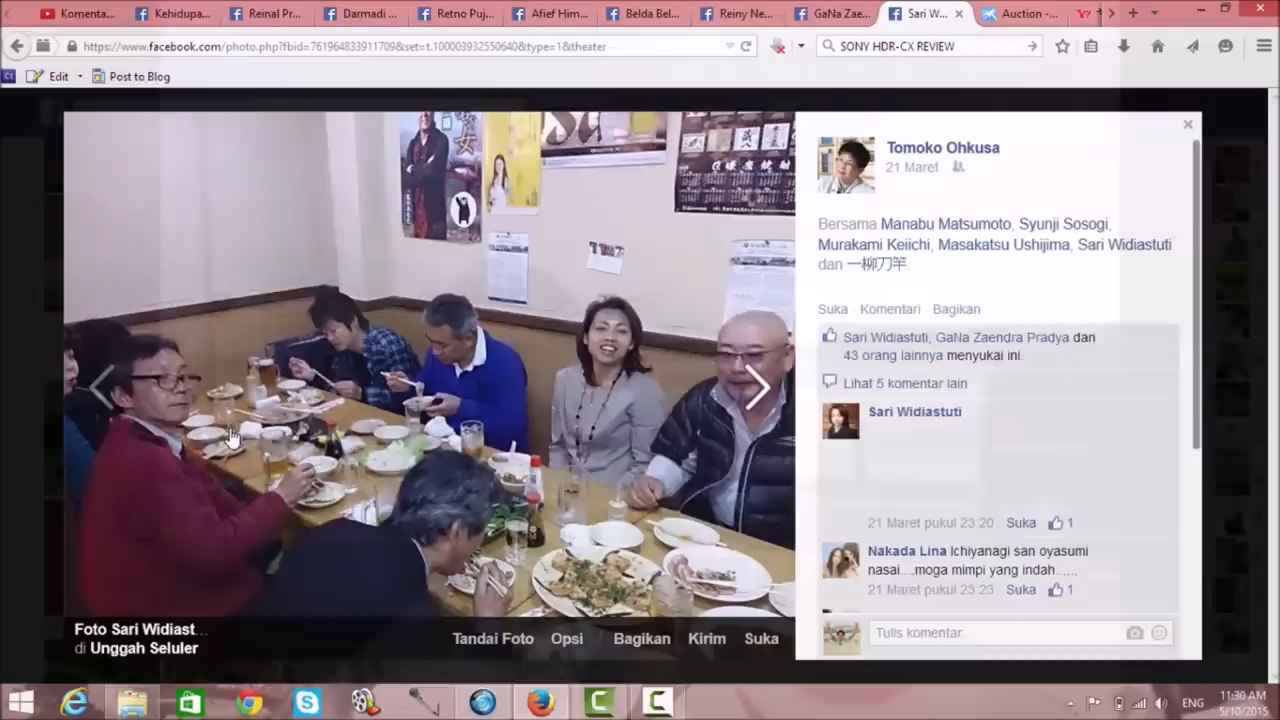 Komenta...
Kehidupa...
Reinal Pr...
Darmadi ...
Retno Puj...
Afief Him...
Belda Bel...
Reiny Ne...
GaNa Zae...
Sari W...
Auction -...
https://www.facebook.com/photo.php?fbid=761964833911709&set=t.100003932550640&type=1&theater
SONY HDR-CX REVIEW
Edit
Post to Blog
Tomoko Ohkusa
21 Maret
Bersama Manabu Matsumoto, Syunji Sosogi,
Murakami Keiichi, Masakatsu Ushijima, Sari Widiastuti
dan 一柳刀竿
Suka · Komentari · Bagikan
Sari Widiastuti, GaNa Zaendra Pradya dan
43 orang lainnya menyukai ini.
Lihat 5 komentar lain
Sari Widiastuti
21 Maret pukul 23:20 Suka 1
Nakada Lina Ichiyanagi san oyasumi
nasai...,moga mimpi yang indah......
21 Maret pukul 23:23 Suka 1
Tulis komentar...
Foto Sari Widiast...
di Unggah Seluler
Tandai Foto Opsi Bagikan Kirim Suka
ENG
11:30 AM
5/10/2015